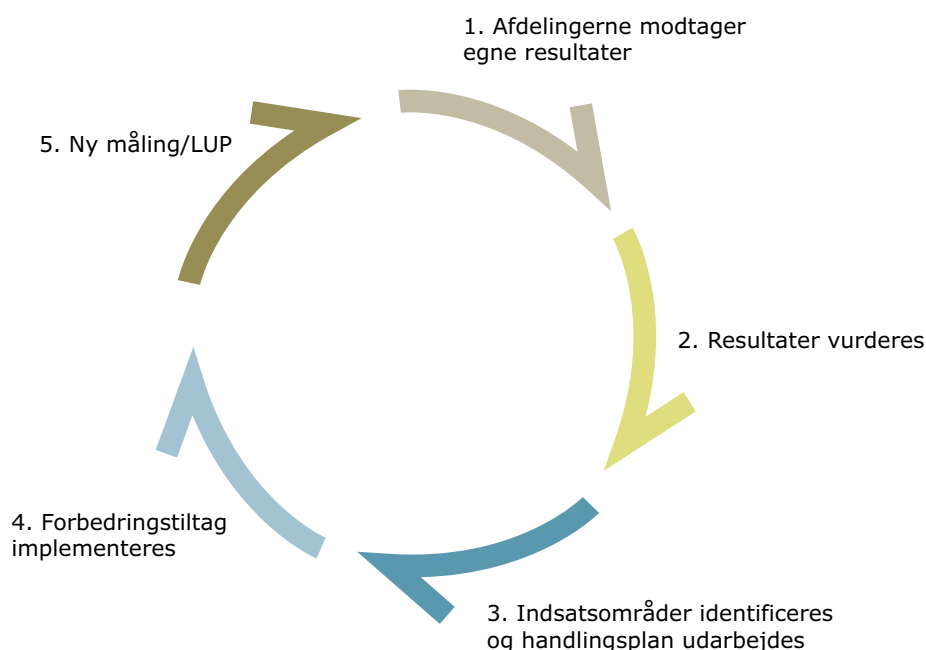 1. Afdelingerne modtager
egne resultater
2. Resultater vurderes
3. Indsatsområder identificeres
og handlingsplan udarbejdes
4. Forbedringstiltag
implementeres
5. Ny måling/LUP